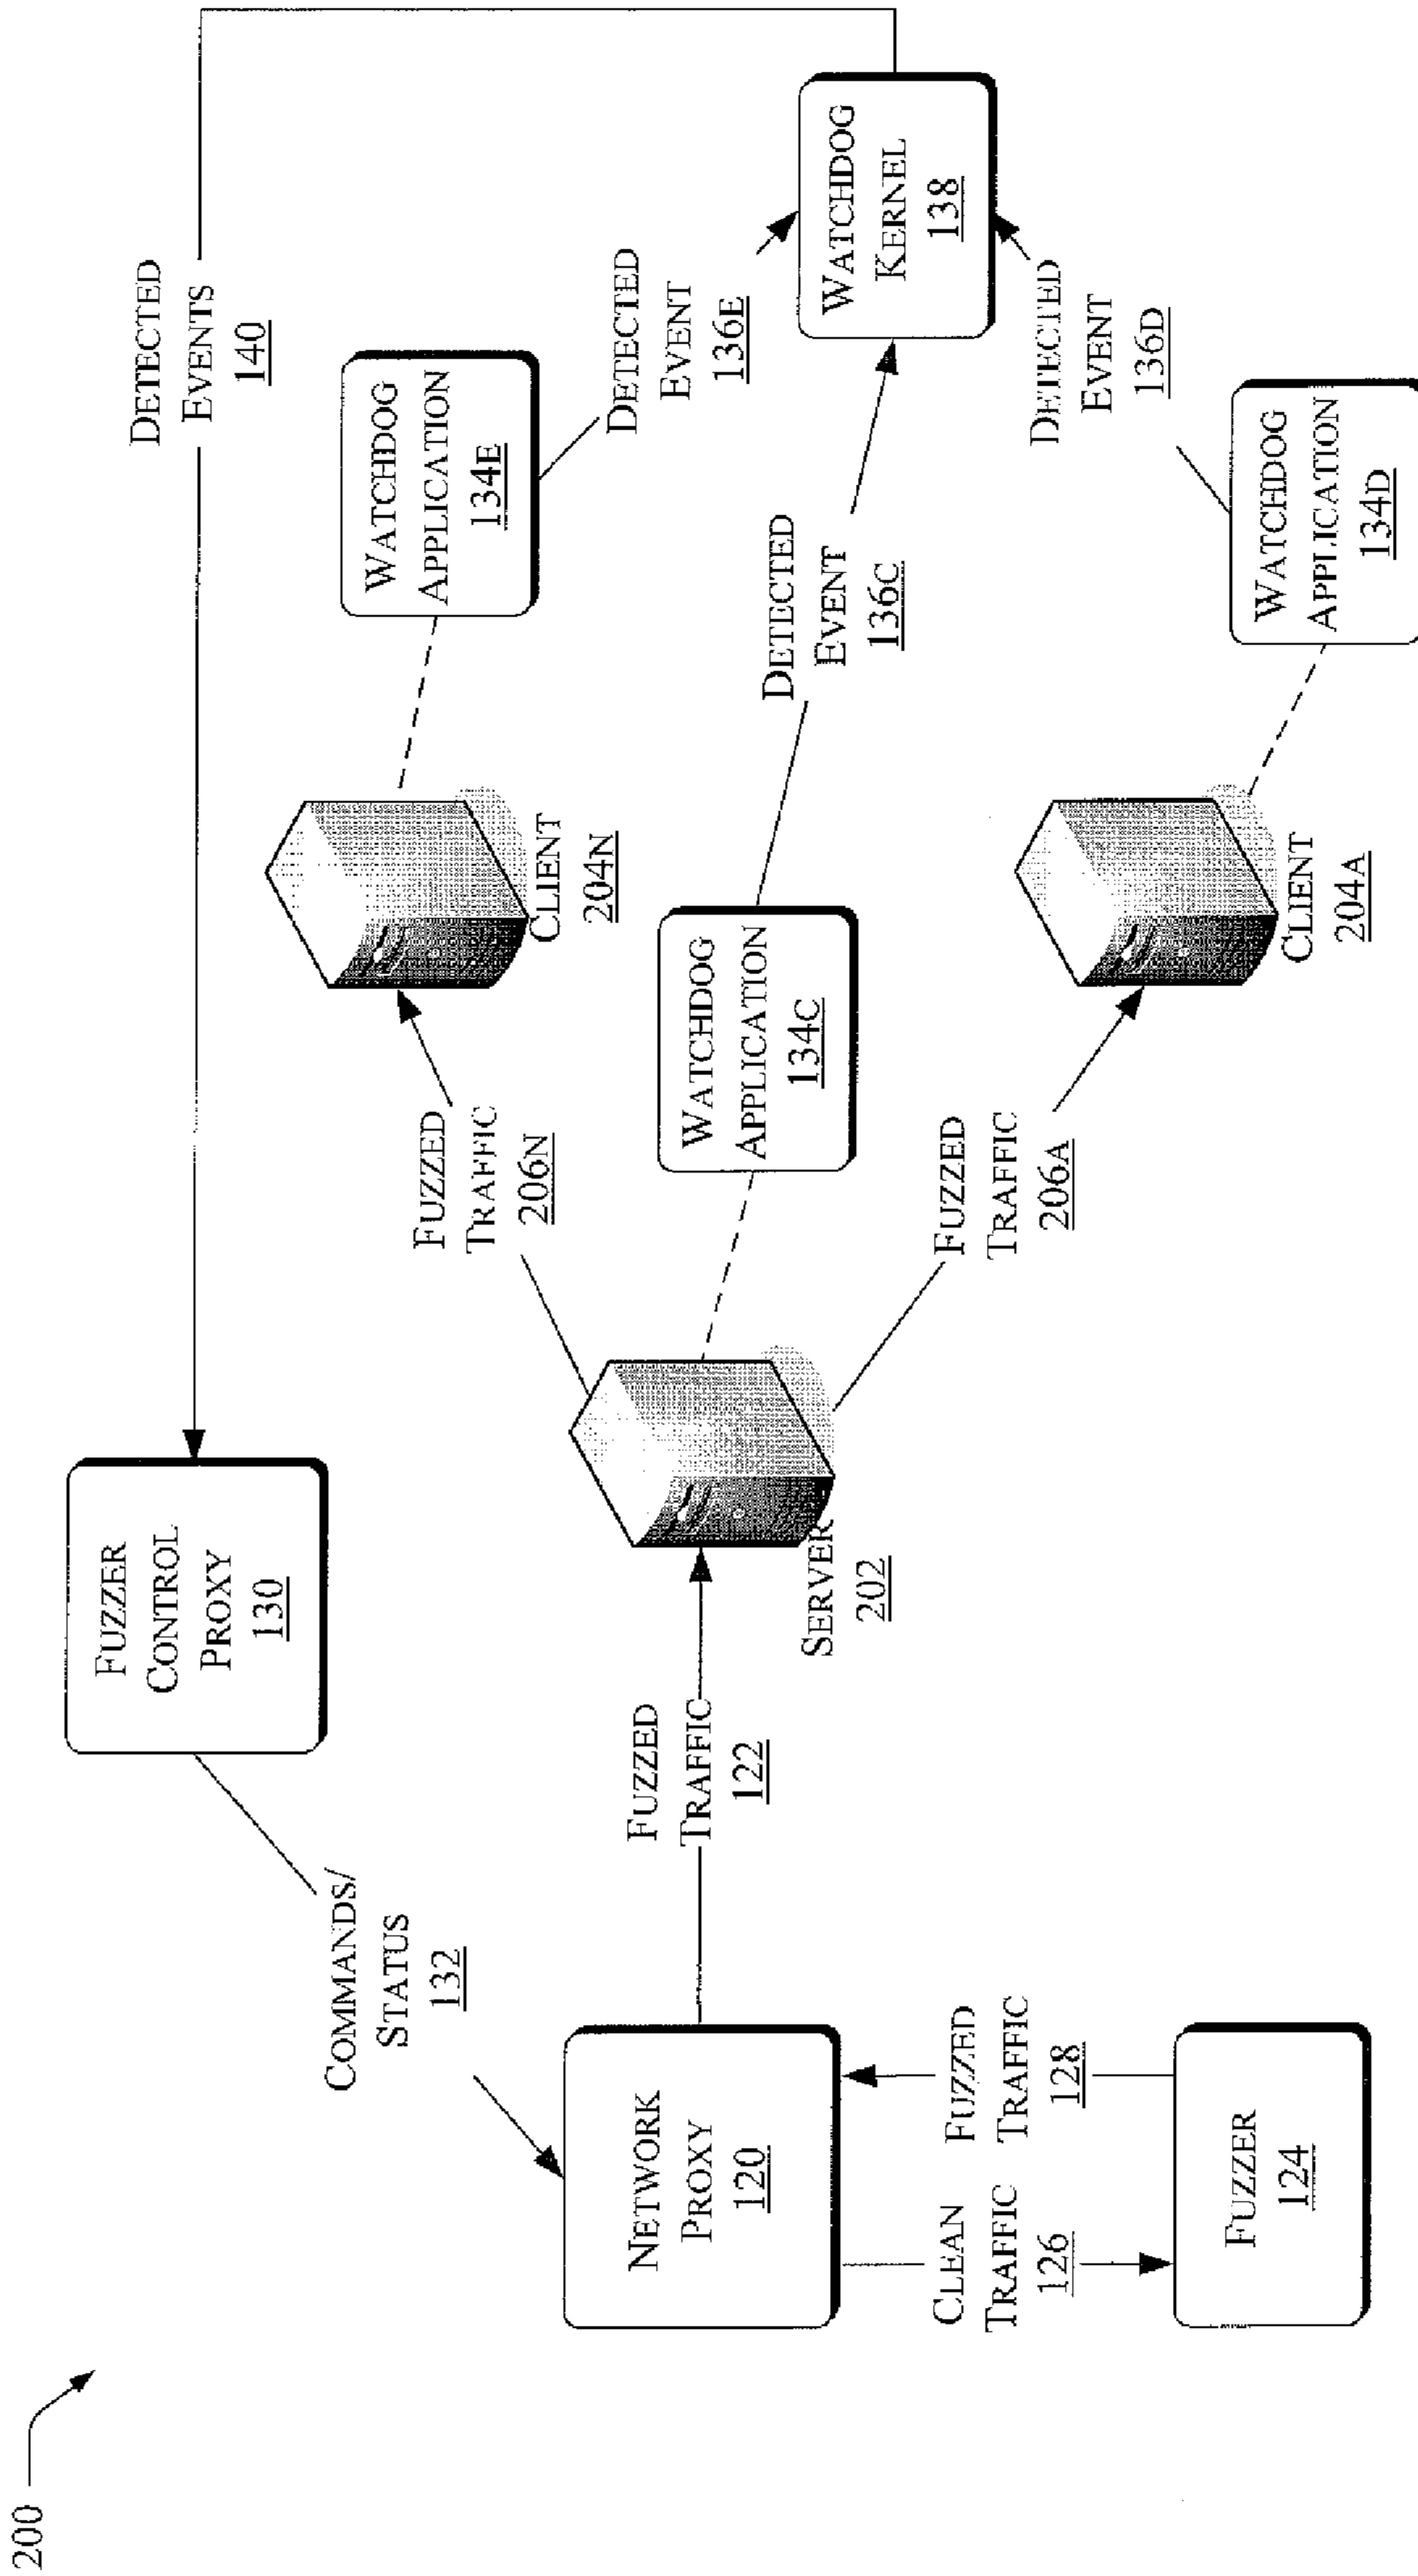 200
FUZZER
CONTROL
PROXY
130
DETECTED
EVENTS
140
COMMANDS/
STATUS
132
NETWORK
PROXY
120
FUZZED
TRAFFIC
122
SERVER
202
FUZZED
TRAFFIC
206N
CLIENT
204N
WATCHDOG
APPLICATION
134E
DETECTED
EVENT
136E
WATCHDOG
APPLICATION
134C
DETECTED
EVENT
136C
WATCHDOG
KERNEL
138
CLEAN
TRAFFIC
126
FUZZED
TRAFFIC
128
FUZZER
124
FUZZED
TRAFFIC
206A
CLIENT
204A
WATCHDOG
APPLICATION
134D
DETECTED
EVENT
136D